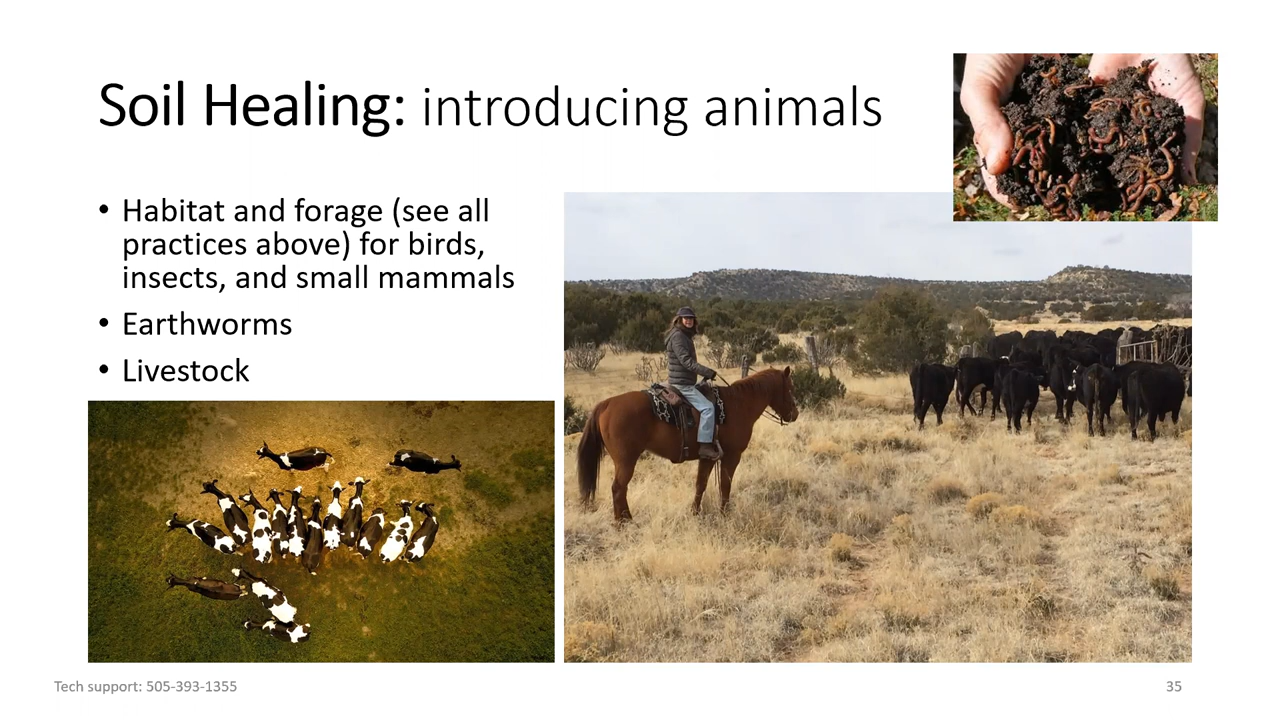 Soil Healing: introducing animals
• Habitat and forage (see all
practices above) for birds,
insects, and small mammals
• Earthworms
• Livestock
Tech support: 505-393-1355
35